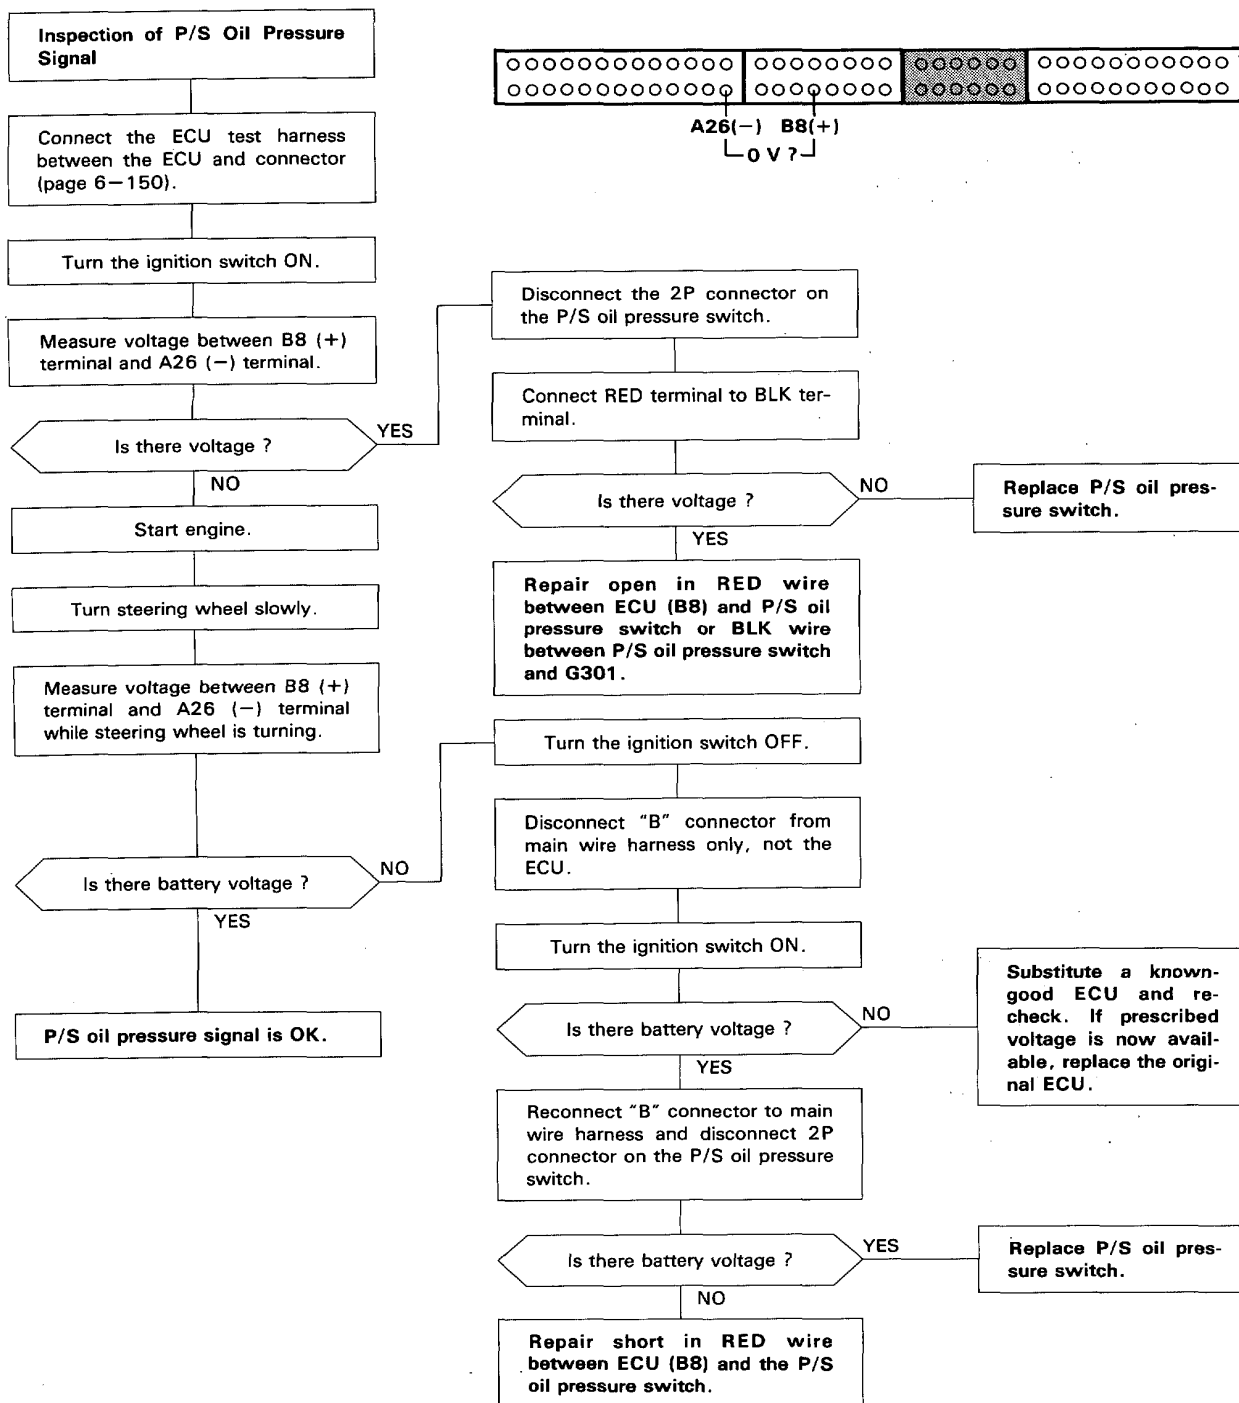 Inspection of P/S Oil Pressure
Signal
A26(−) B8(+)
0 V ?
Connect the ECU test harness
between the ECU and connector
(page 6−150).
Turn the ignition switch ON.
Measure voltage between B8 (+)
terminal and A26 (−) terminal.
Is there voltage ?
YES
NO
Start engine.
Turn steering wheel slowly.
Measure voltage between B8 (+)
terminal and A26 (−) terminal
while steering wheel is turning.
Is there battery voltage ?
NO
YES
P/S oil pressure signal is OK.
Disconnect the 2P connector on
the P/S oil pressure switch.
Connect RED terminal to BLK ter-
minal.
Is there voltage ?
NO
YES
Replace P/S oil pres-
sure switch.
Repair open in RED wire
between ECU (B8) and P/S oil
pressure switch or BLK wire
between P/S oil pressure switch
and G301.
Turn the ignition switch OFF.
Disconnect "B" connector from
main wire harness only, not the
ECU.
Turn the ignition switch ON.
Is there battery voltage ?
NO
YES
Substitute a known-
good ECU and re-
check. If prescribed
voltage is now avail-
able, replace the origi-
nal ECU.
Reconnect "B" connector to main
wire harness and disconnect 2P
connector on the P/S oil pressure
switch.
Is there battery voltage ?
YES
NO
Replace P/S oil pres-
sure switch.
Repair short in RED wire
between ECU (B8) and the P/S
oil pressure switch.